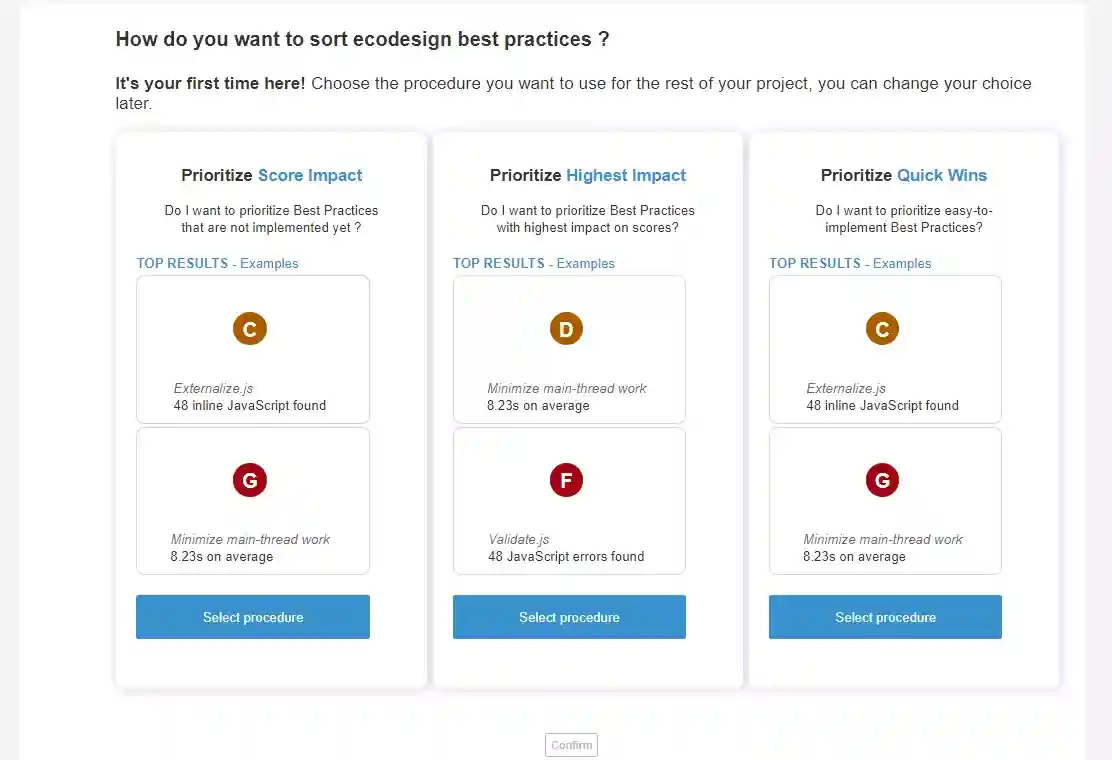 How do you want to sort ecodesign best practices ?
It's your first time here! Choose the procedure you want to use for the rest of your project, you can change your choice
later.
Prioritize Score Impact
Do I want to prioritize Best Practices
that are not implemented yet ?
TOP RESULTS - Examples
C
Externalize.js
48 inline JavaScript found
G
Minimize main-thread work
8.23s on average
Select procedure
Prioritize Highest Impact
Do I want to prioritize Best Practices
with highest impact on scores?
TOP RESULTS - Examples
D
Minimize main-thread work
8.23s on average
F
Validate.js
48 JavaScript errors found
Select procedure
Prioritize Quick Wins
Do I want to prioritize easy-to-
implement Best Practices?
TOP RESULTS - Examples
C
Externalize.js
48 inline JavaScript found
G
Minimize main-thread work
8.23s on average
Select procedure
Confirm